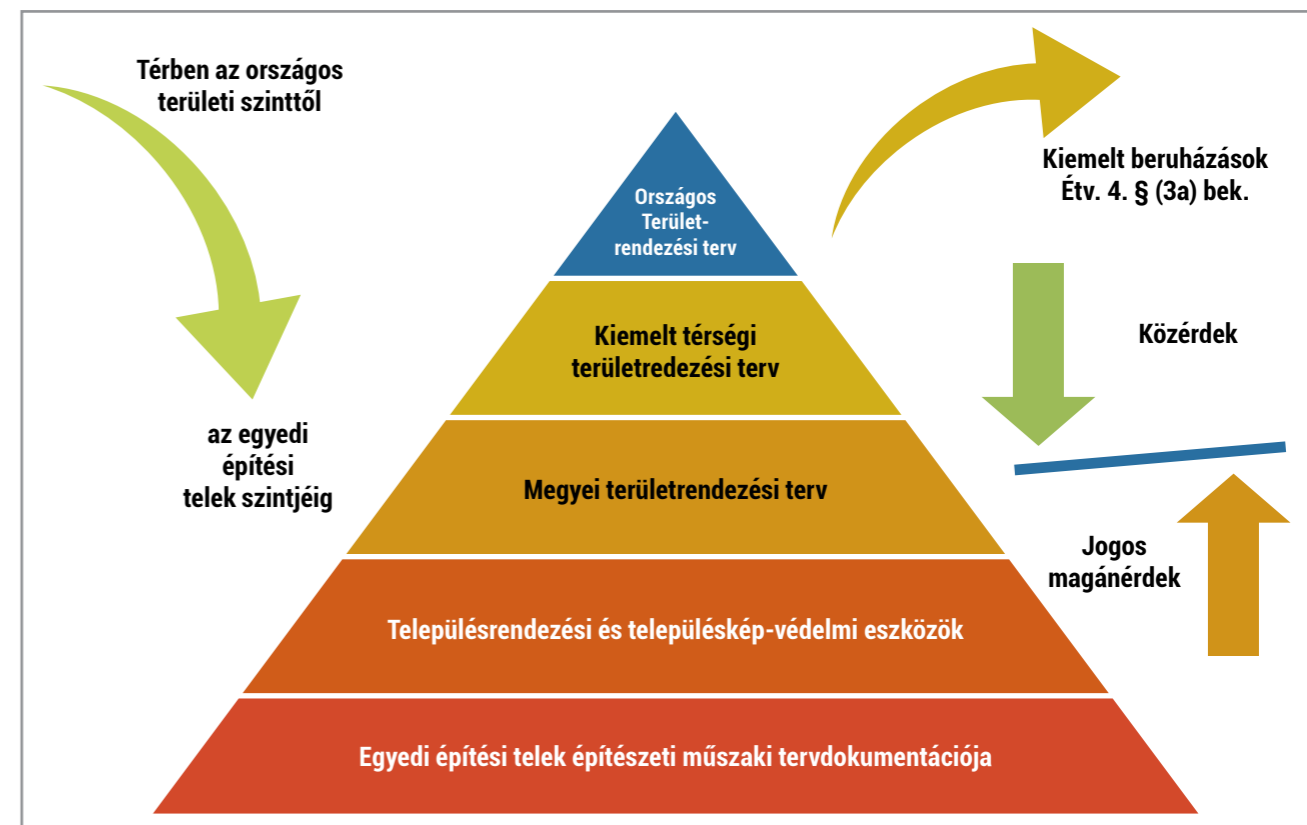 Térben az országos
területi szinttől
az egyedi
építési
telek szintjéig
Országos
Terület-
rendezési terv
Kiemelt térségi
területredezési terv
Megyei területrendezési terv
Településrendezési és településkép-védelmi eszközök
Egyedi építési telek építészeti műszaki tervdokumentációja
Kiemelt beruházások
Étv. 4. § (3a) bek.
Közérdek
Jogos
magánérdek